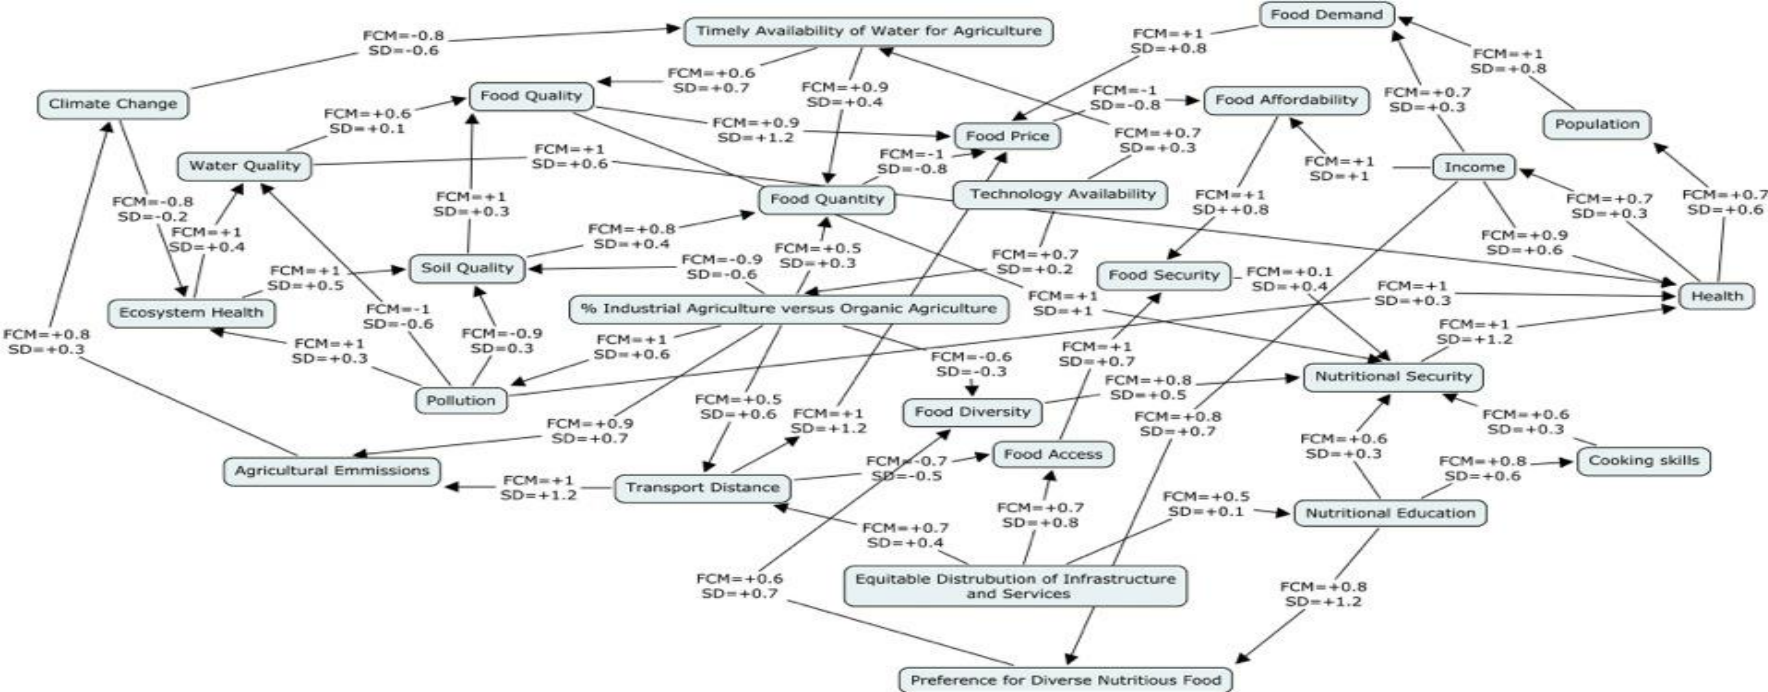 Food Demand
Timely Availability of Water for Agriculture
FCM=-0.8
SD=-0.6
FCM=+1
SD=+0.8
FCM=+1
SD=+0.8
FCM=+0.6
SD=+0.7
FCM=+0.9
SD=+0.4
FCM=-1
SD=-0.8
FCM=+0.7
SD=+0.3
Climate Change
Food Quality
Food Affordability
Population
FCM=+0.6
SD=+0.1
FCM=+0.9
SD=+1.2
Food Price
FCM=+0.7
SD=+0.3
Water Quality
FCM=+1
SD=+0.6
FCM=-1
SD=-0.8
FCM=+1
SD=+1
Income
FCM=-0.8
SD=-0.2
FCM=+1
SD=+0.3
Food Quantity
Technology Availability
FCM=+1
SD++0.8
FCM=+0.7
SD=+0.3
FCM=+0.7
SD=+0.6
FCM=+1
SD=+0.4
FCM=+0.8
SD=+0.4
FCM=+0.5
SD=+0.3
FCM=+0.7
SD=+0.2
FCM=+0.9
SD=+0.6
FCM=+1
SD=+0.5
Soil Quality
FCM=-0.9
SD=-0.6
Food Security
FCM=+0.1
SD=+0.4
FCM=+1
SD=+0.3
Health
Ecosystem Health
FCM=-1
SD=-0.6
% Industrial Agriculture versus Organic Agriculture
FCM=+1
SD=+1
FCM=+0.8
SD=+0.3
FCM=+1
SD=+0.3
FCM=-0.9
SD=0.3
FCM=+1
SD=+0.6
FCM=-0.6
SD=-0.3
FCM=+1
SD=+0.7
FCM=+1
SD=+1.2
Pollution
FCM=+0.5
SD=+0.6
FCM=+1
SD=+1.2
Food Diversity
FCM=+0.8
SD=+0.5
Nutritional Security
FCM=+0.9
SD=+0.7
FCM=+0.8
SD=+0.7
FCM=+0.6
SD=+0.3
FCM=+0.6
SD=+0.3
Agricultural Emmissions
FCM=+1
SD=+1.2
Transport Distance
FCM=-0.7
SD=-0.5
Food Access
FCM=+0.8
SD=+0.6
Cooking skills
FCM=+0.7
SD=+0.4
FCM=+0.7
SD=+0.8
FCM=+0.5
SD=+0.1
Nutritional Education
FCM=+0.6
SD=+0.7
Equitable Distrubution of Infrastructure
and Services
FCM=+0.8
SD=+1.2
Preference for Diverse Nutritious Food